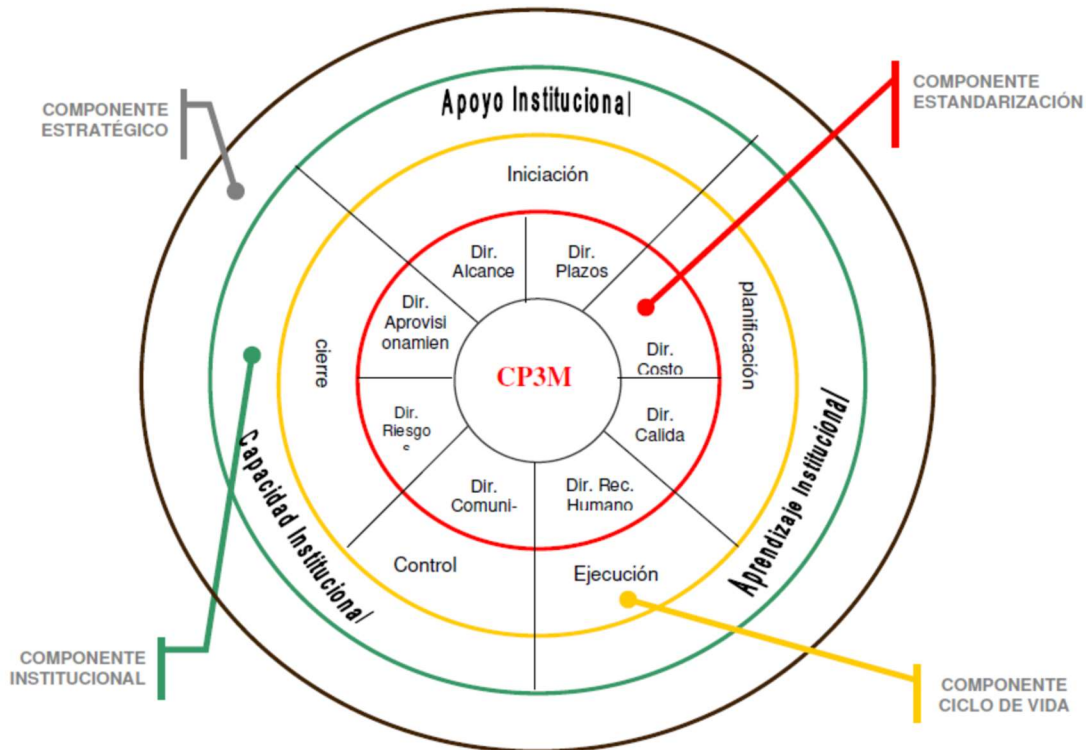 COMPONENTE
ESTRATÉGICO
COMPONENTE
ESTANDARIZACIÓN
Apoyo Institucional
Iniciación
Dir.
Alcance
Dir.
Plazos
Dir.
Aprovisi
onamien
planificación
cierre
CP3M
Dir.
Costo
Dir.
Riesgo
s
Dir.
Calida
Dir.
Comuni-
Dir. Rec.
Humano
Capacidad Institucional
Aprendizaje Institucional
Control
Ejecución
COMPONENTE
INSTITUCIONAL
COMPONENTE
CICLO DE VIDA